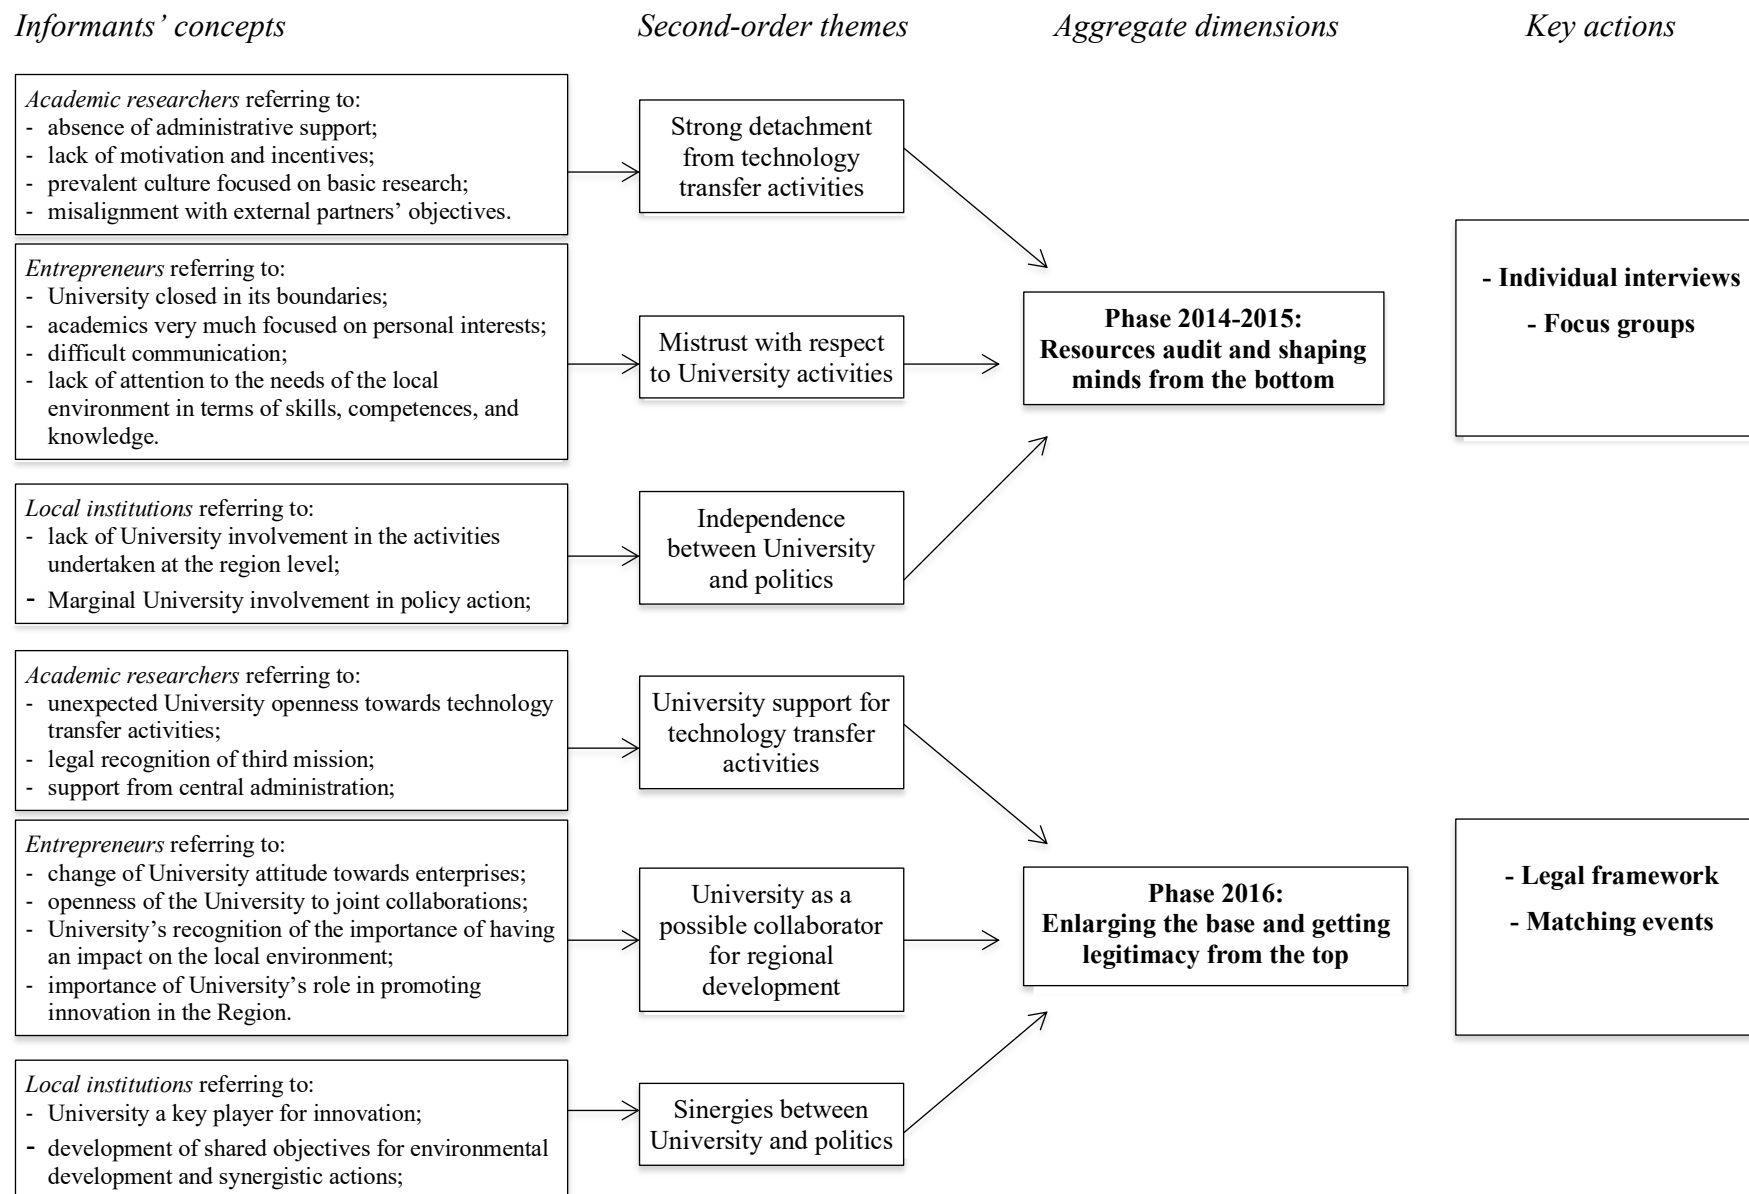 Informants’ concepts
Second-order themes
Aggregate dimensions
Key actions
Academic researchers referring to:
- absence of administrative support;
- lack of motivation and incentives;
- prevalent culture focused on basic research;
- misalignment with external partners’ objectives.
Strong detachment
from technology
transfer activities
Entrepreneurs referring to:
- University closed in its boundaries;
- academics very much focused on personal interests;
- difficult communication;
- lack of attention to the needs of the local
environment in terms of skills, competences, and
knowledge.
Mistrust with respect
to University activities
Local institutions referring to:
- lack of University involvement in the activities
undertaken at the region level;
- Marginal University involvement in policy action;
Independence
between University
and politics
Phase 2014-2015:
Resources audit and shaping
minds from the bottom
- Individual interviews
- Focus groups
Academic researchers referring to:
- unexpected University openness towards technology
transfer activities;
- legal recognition of third mission;
- support from central administration;
University support for
technology transfer
activities
Entrepreneurs referring to:
- change of University attitude towards enterprises;
- openness of the University to joint collaborations;
- University’s recognition of the importance of having
an impact on the local environment;
- importance of University’s role in promoting
innovation in the Region.
University as a
possible collaborator
for regional
development
Local institutions referring to:
- University a key player for innovation;
- development of shared objectives for environmental
development and synergistic actions;
Sinergies between
University and politics
Phase 2016:
Enlarging the base and getting
legitimacy from the top
- Legal framework
- Matching events